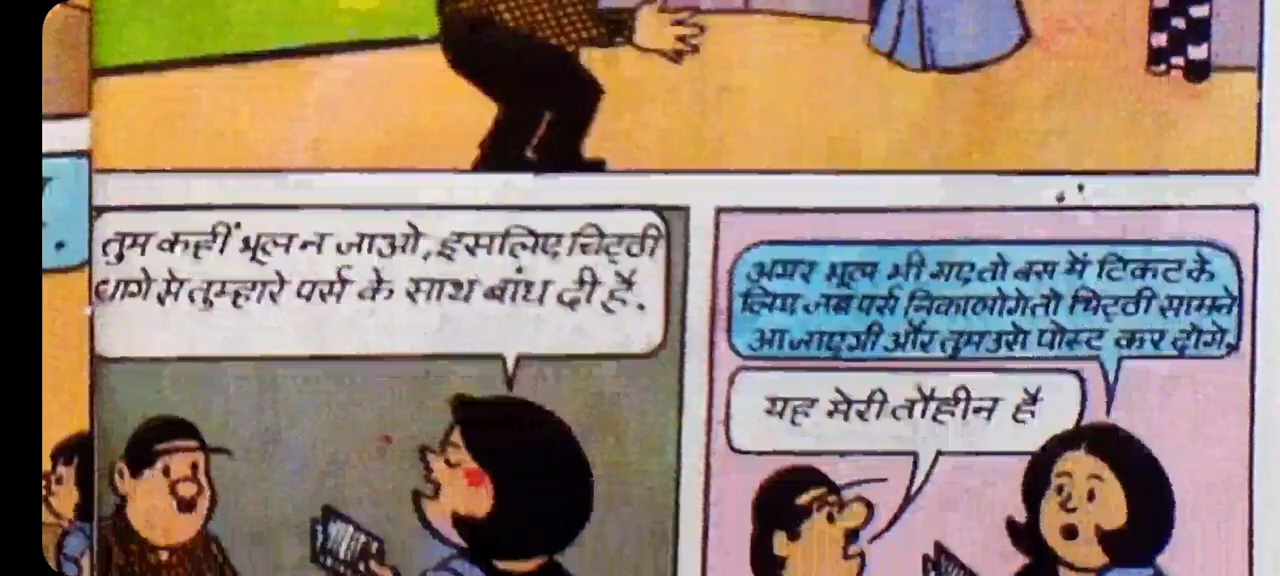 तुम कहीं भूल न जाओ, इसलिए चिट्ठी
धागे से तुम्हारे पर्स के साथ बांध दी है.
अगर भूल भी गए तो बस में टिकट के
लिए जब पर्स निकालोगे तो चिट्ठी सामने
आ जाएगी और तुम उसे पोस्ट कर दोगे.
यह मेरी तौहीन है